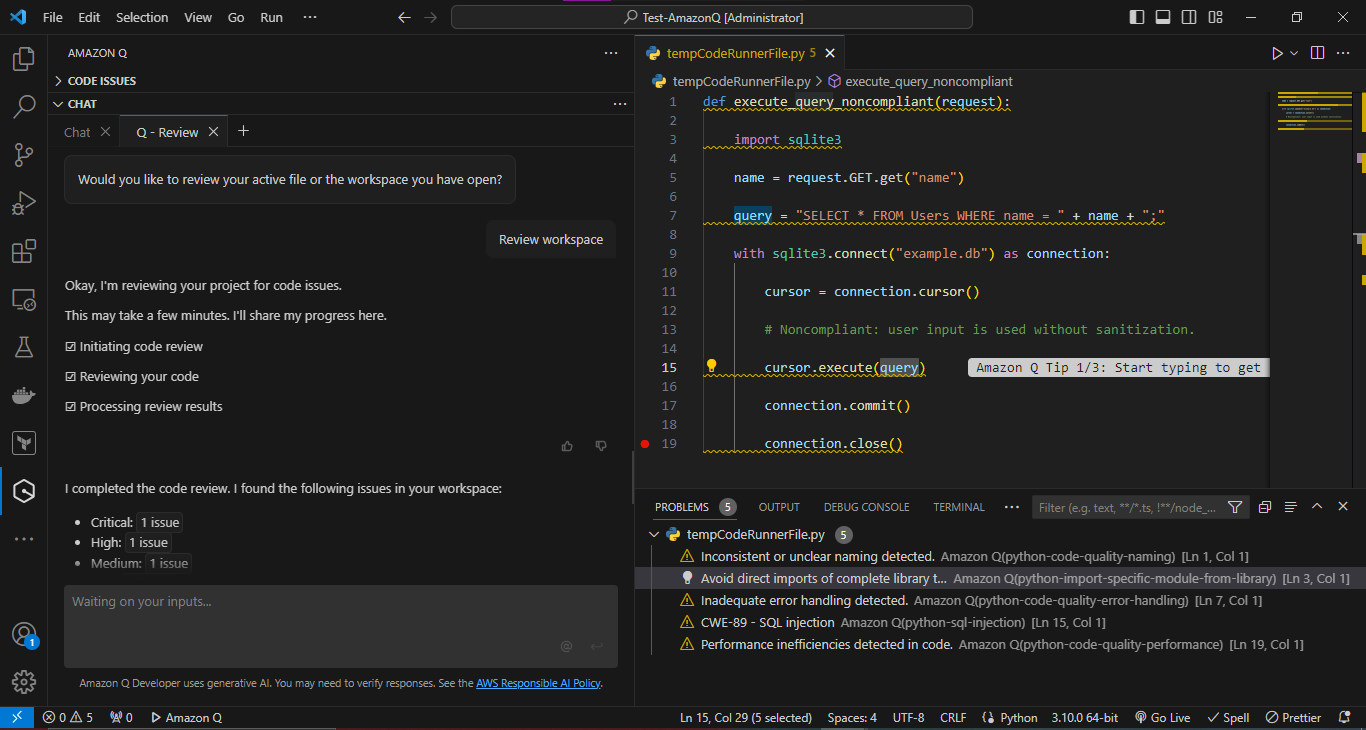 File Edit Selection View Go Run ··· Test-AmazonQ [Administrator]
AMAZON Q
CODE ISSUES
CHAT
Chat Q - Review
Would you like to review your active file or the workspace you have open?
Review workspace
Okay, I'm reviewing your project for code issues.
This may take a few minutes. I'll share my progress here.
☑ Initiating code review
☑ Reviewing your code
☑ Processing review results
I completed the code review. I found the following issues in your workspace:
• Critical: 1 issue
• High: 1 issue
• Medium: 1 issue
Waiting on your inputs...
@
Amazon Q Developer uses generative AI. You may need to verify responses. See the AWS Responsible AI Policy.
1
tempCodeRunnerFile.py 5
tempCodeRunnerFile.py > execute_query_noncompliant
1 def execute_query_noncompliant(request):
2
3 import sqlite3
4
5 name = request.GET.get("name")
6
7 query = "SELECT * FROM Users WHERE name = " + name + ";"
8
9 with sqlite3.connect("example.db") as connection:
10
11 cursor = connection.cursor()
12
13 # Noncompliant: user input is used without sanitization.
14
15 cursor.execute(query) Amazon Q Tip 1/3: Start typing to get
16
17 connection.commit()
18
19 connection.close()
PROBLEMS 5 OUTPUT DEBUG CONSOLE TERMINAL ··· Filter (e.g. text, **/*.ts, !**/node_...
tempCodeRunnerFile.py 5
Inconsistent or unclear naming detected. Amazon Q(python-code-quality-naming) [Ln 1, Col 1]
Avoid direct imports of complete library t... Amazon Q(python-import-specific-module-from-library) [Ln 3, Col 1]
Inadequate error handling detected. Amazon Q(python-code-quality-error-handling) [Ln 7, Col 1]
CWE-89 - SQL injection Amazon Q(python-sql-injection) [Ln 15, Col 1]
Performance inefficiencies detected in code. Amazon Q(python-code-quality-performance) [Ln 19, Col 1]
0 5 0 Amazon Q Ln 15, Col 29 (5 selected) Spaces: 4 UTF-8 CRLF Python 3.10.0 64-bit Go Live Spell Prettier